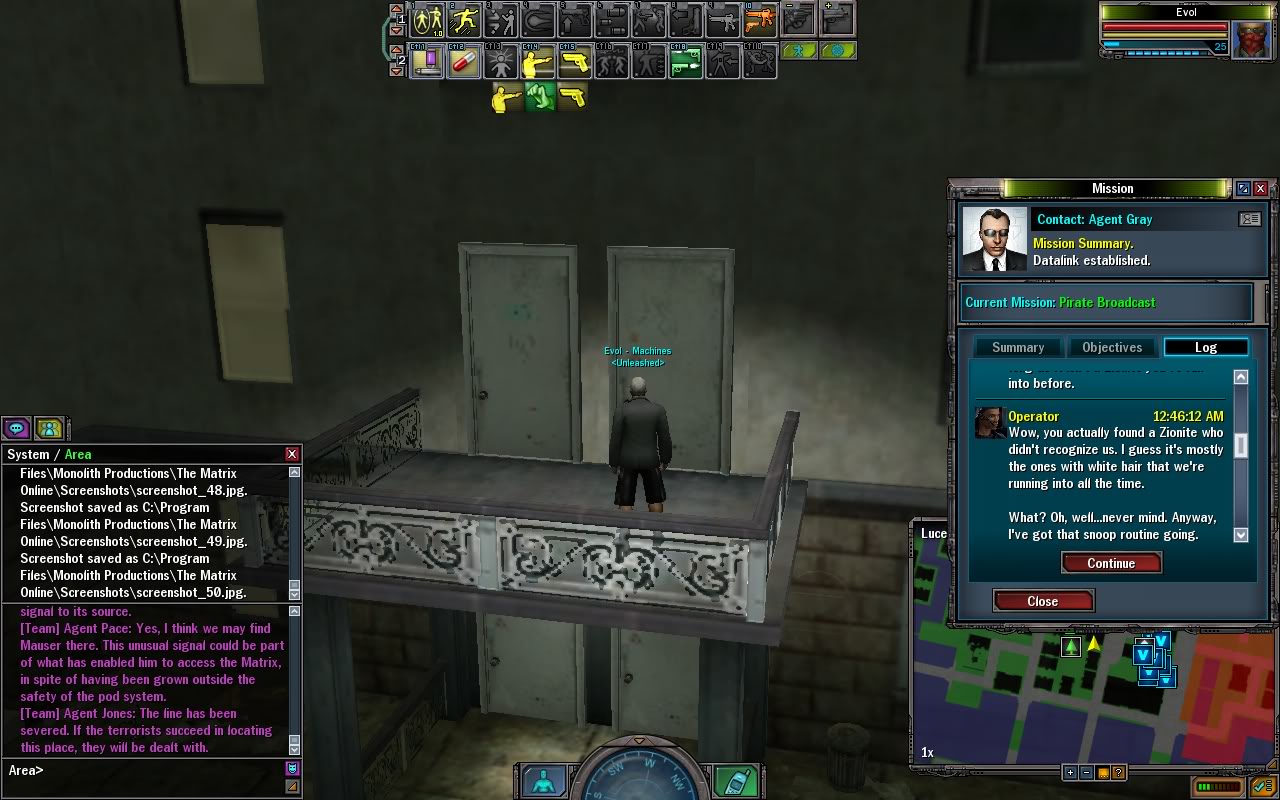 1
2
1.0
Evol
25
Mission
Contact: Agent Gray
Mission Summary.
Datalink established.
Current Mission: Pirate Broadcast
Summary
Objectives
Log
into before.
Operator
12:46:12 AM
Wow, you actually found a Zionite who
didn't recognize us. I guess it's mostly
the ones with white hair that we're
running into all the time.
What? Oh, well...never mind. Anyway,
I've got that snoop routine going.
Continue
Close
Evol - Machines
<Unleashed>
System / Area
Files\Monolith Productions\The Matrix
Online\Screenshots\screenshot_48.jpg.
Screenshot saved as C:\Program
Files\Monolith Productions\The Matrix
Online\Screenshots\screenshot_49.jpg.
Screenshot saved as C:\Program
Files\Monolith Productions\The Matrix
Online\Screenshots\screenshot_50.jpg.
signal to its source.
[Team] Agent Pace: Yes, I think we may find
Mauser there. This unusual signal could be part
of what has enabled him to access the Matrix,
in spite of having been grown outside the
safety of the pod system.
[Team] Agent Jones: The line has been
severed. If the terrorists succeed in locating
this place, they will be dealt with.
Area>
S
SW
W
NW
Luce
1x